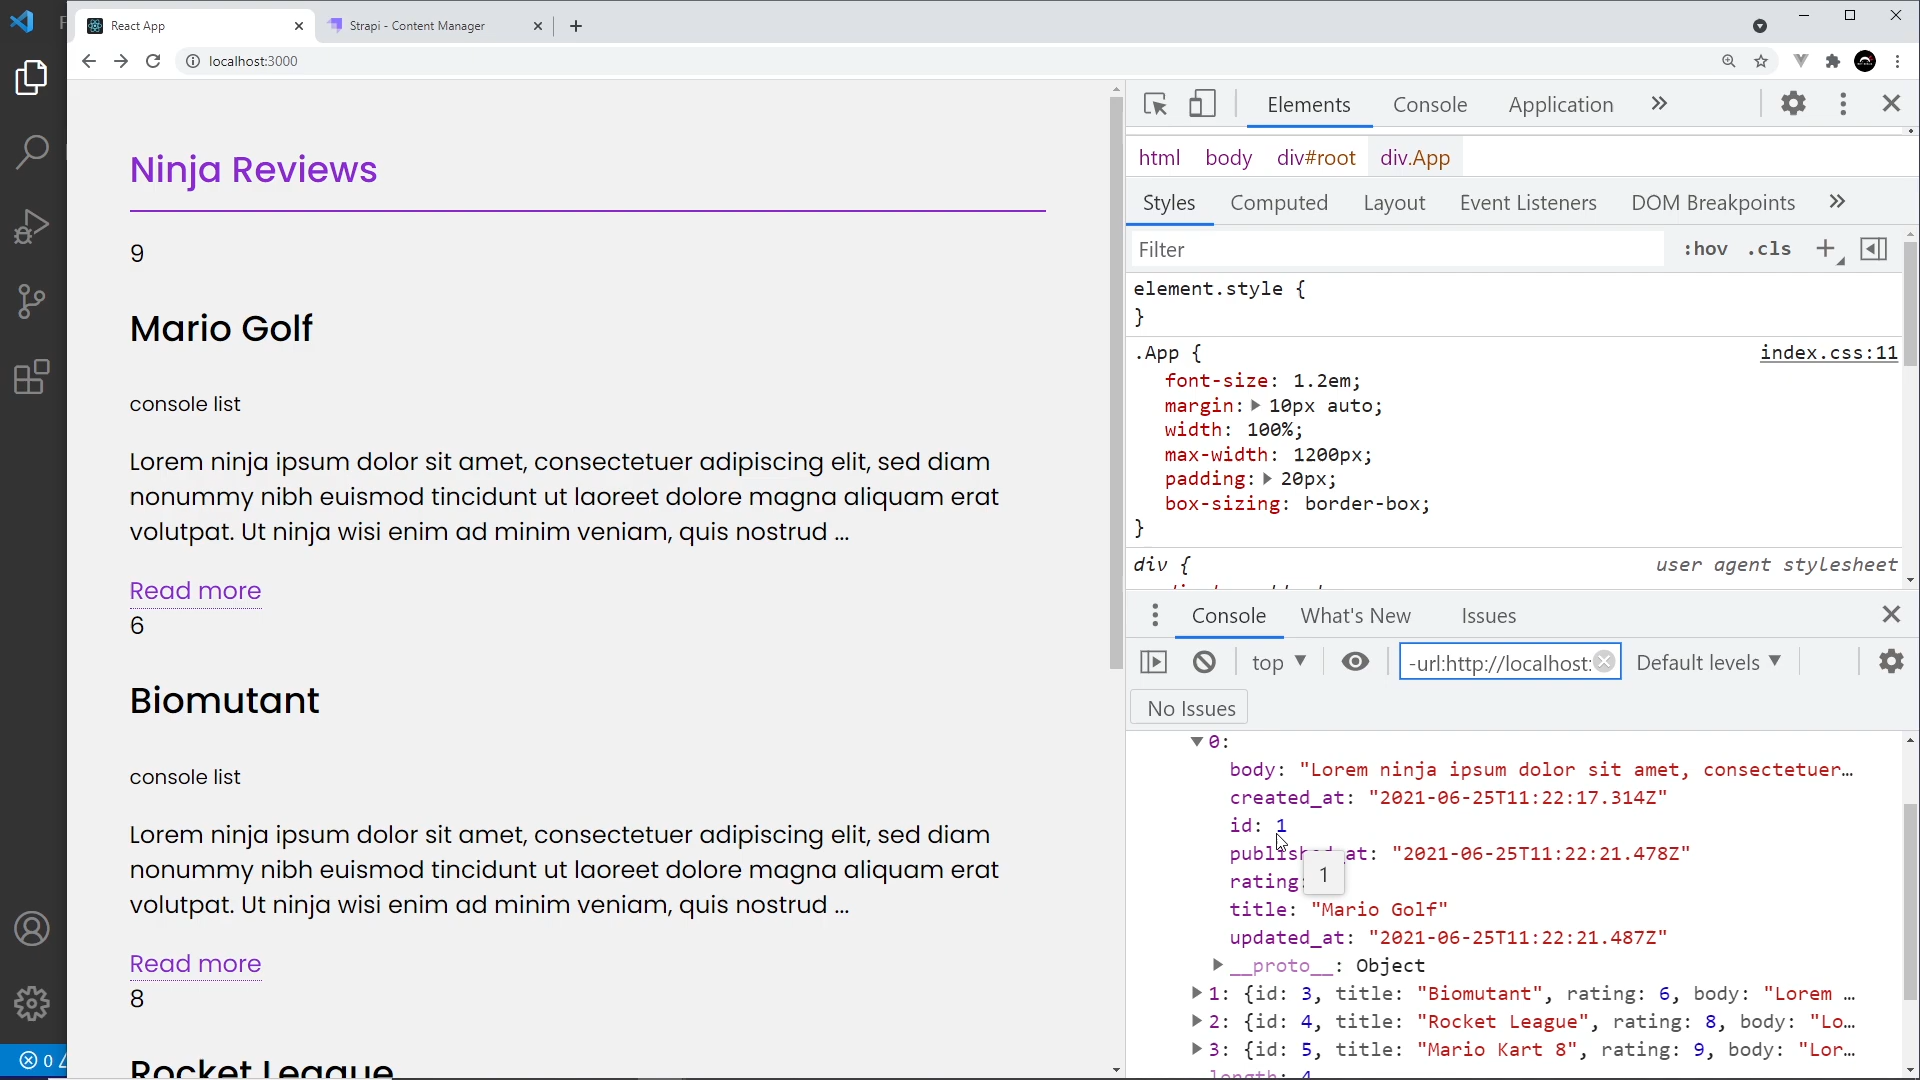 React App
Strapi - Content Manager
localhost:3000
Ninja Reviews
9
Mario Golf
console list
Lorem ninja ipsum dolor sit amet, consectetuer adipiscing elit, sed diam
nonummy nibh euismod tincidunt ut laoreet dolore magna aliquam erat
volutpat. Ut ninja wisi enim ad minim veniam, quis nostrud ...
Read more
6
Biomutant
console list
Lorem ninja ipsum dolor sit amet, consectetuer adipiscing elit, sed diam
nonummy nibh euismod tincidunt ut laoreet dolore magna aliquam erat
volutpat. Ut ninja wisi enim ad minim veniam, quis nostrud ...
Read more
8
Rocket League
0
Elements Console Application »
html body div#root div.App
Styles Computed Layout Event Listeners DOM Breakpoints »
Filter :hov .cls +
element.style {
}
.App { index.css:11
font-size: 1.2em;
margin: 10px auto;
width: 100%;
max-width: 1200px;
padding: 20px;
box-sizing: border-box;
}
div { user agent stylesheet
Console What's New Issues
top -url:http://localhost: Default levels
No Issues
0:
body: "Lorem ninja ipsum dolor sit amet, consectetuer…
created_at: "2021-06-25T11:22:17.314Z"
id: 1
published_at: "2021-06-25T11:22:21.478Z"
rating:
1
title: "Mario Golf"
updated_at: "2021-06-25T11:22:21.487Z"
__proto__: Object
1: {id: 3, title: "Biomutant", rating: 6, body: "Lorem …
2: {id: 4, title: "Rocket League", rating: 8, body: "Lo…
3: {id: 5, title: "Mario Kart 8", rating: 9, body: "Lor…
length: 4